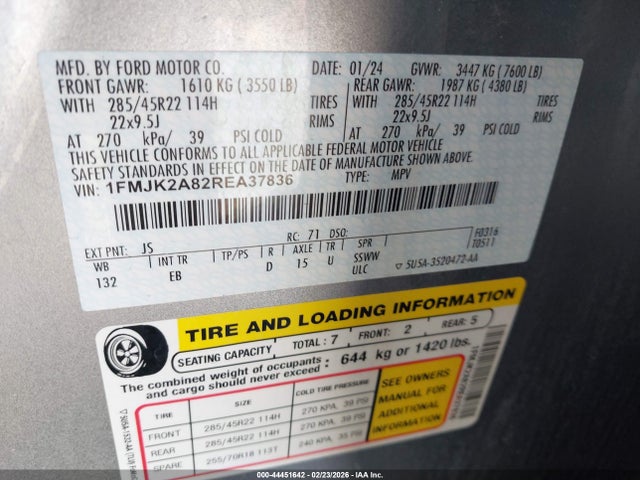 MFD. BY FORD MOTOR CO.
DATE: 01/24 GVWR: 3447 KG (7600 LB)
FRONT GAWR: 1610 KG (3550 LB) REAR GAWR: 1987 KG (4380 LB)
WITH 285/45R22 114H TIRES WITH 285/45R22 114H TIRES
22x9.5J RIMS 22x9.5J RIMS
AT 270 kPa/ 39 PSI COLD AT 270 kPa/ 39 PSI COLD
THIS VEHICLE CONFORMS TO ALL APPLICABLE FEDERAL MOTOR VEHICLE
SAFETY STANDARDS IN EFFECT ON THE DATE OF MANUFACTURE SHOWN ABOVE.
VIN: 1FMJK2A82REA37836 TYPE: MPV
F0316
T0511
EXT PNT: JS RC: 71 DSO:
WB INT TR TP/PS R AXLE TR SPR
132 EB D 15 U SSWW
ULC ▽ 5U5A-3520472-AA
TIRE AND LOADING INFORMATION
SEATING CAPACITY TOTAL : 7 FRONT: 2 REAR: 5
The combined weight of occupants
and cargo should never exceed : 644 kg or 1420 lbs.
TIRE SIZE COLD TIRE PRESSURE
FRONT 285/45R22 114H 270 KPA, 39 PSI
REAR 285/45R22 114H 270 KPA, 39 PSI
SPARE 255/70R18 113T 240 KPA, 35 PSI
SEE OWNERS
MANUAL FOR
ADDITIONAL
INFORMATION
000-44451642 - 02/23/2026 - IAA Inc.